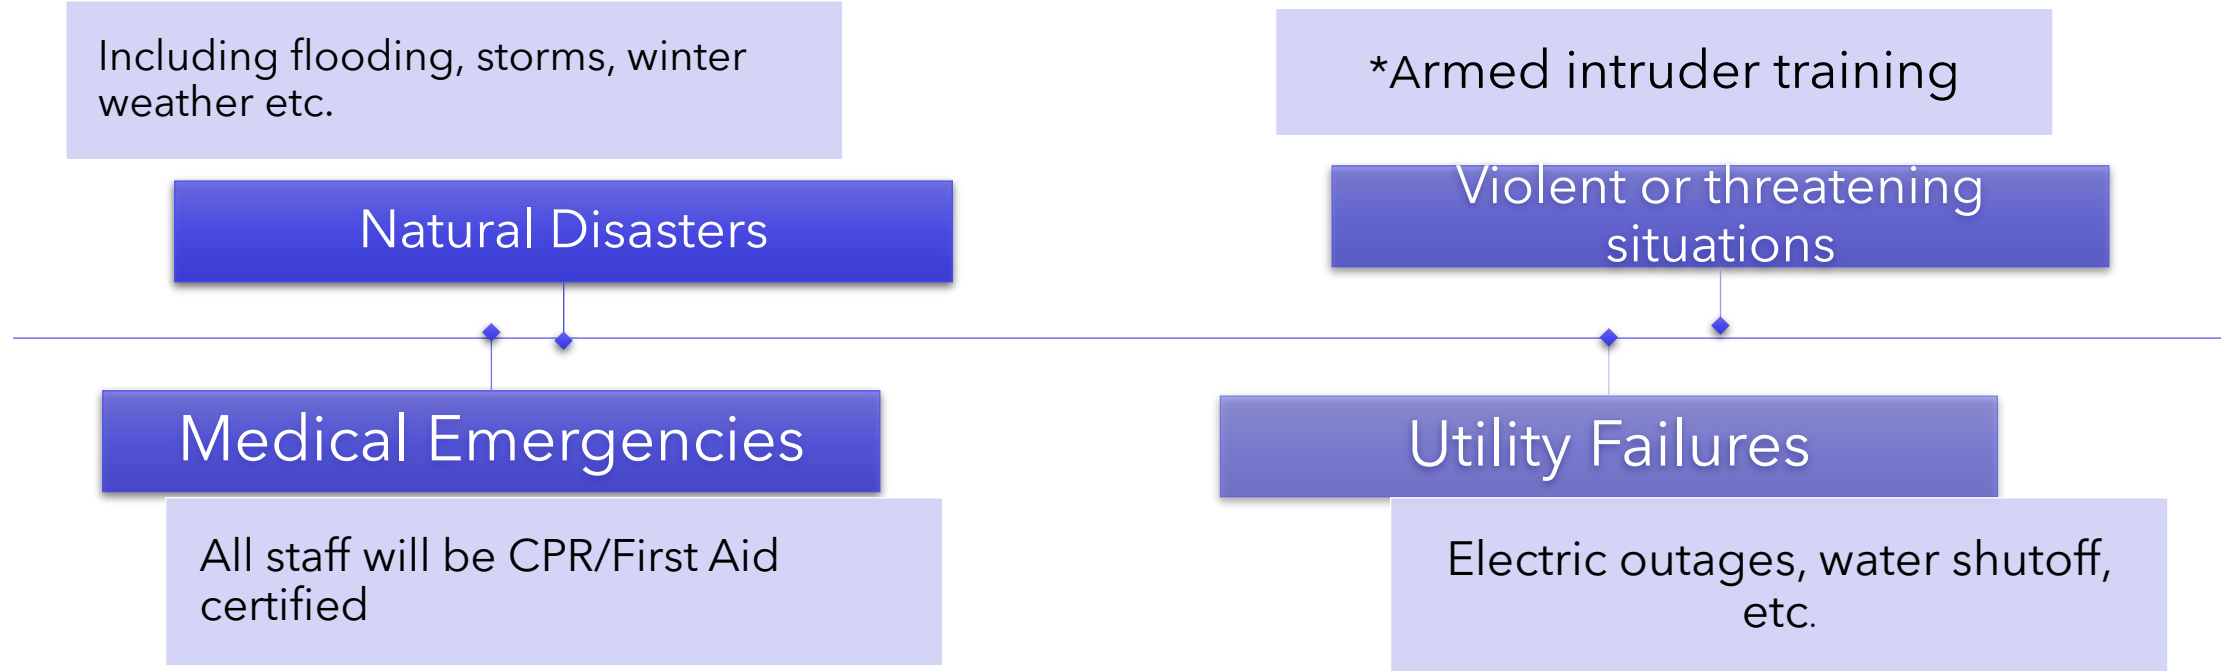 Including flooding, storms, winter
weather etc.
Natural Disasters
Medical Emergencies
All staff will be CPR/First Aid
certified
*Armed intruder training
Violent or threatening
situations
Utility Failures
Electric outages, water shutoff,
etc.